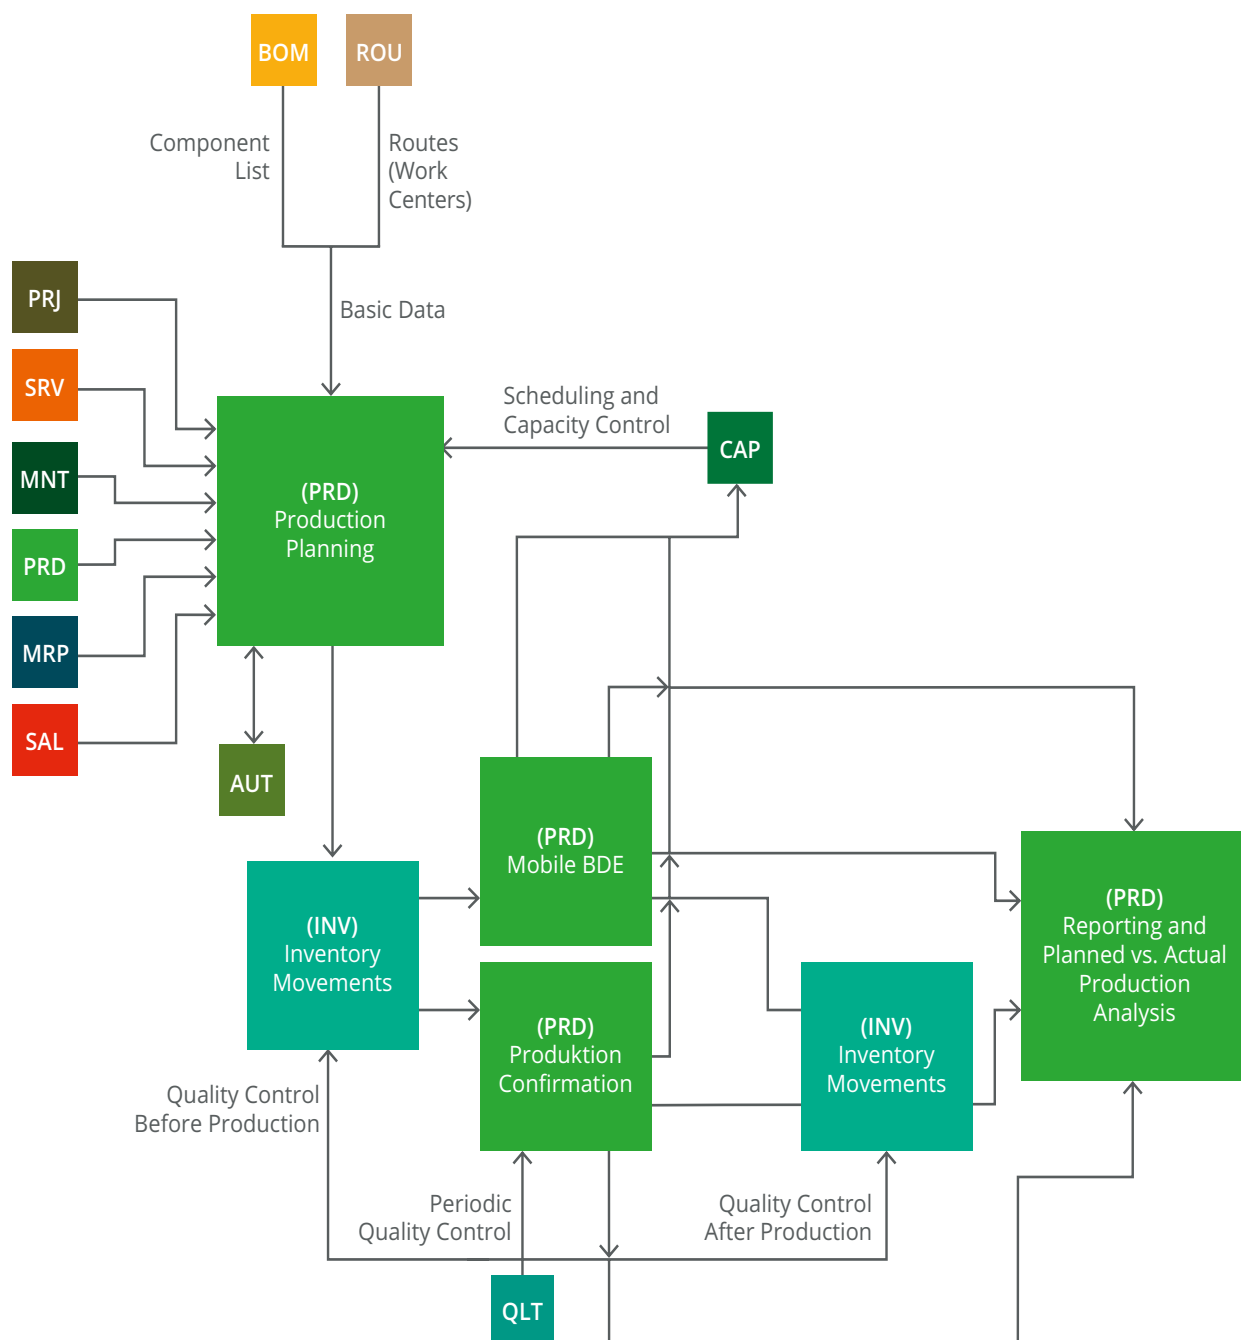 BOM
ROU
Component
List
Routes
(Work
Centers)
PRJ
Basic Data
SRV
Scheduling and
Capacity Control
CAP
MNT
(PRD)
Production
Planning
PRD
MRP
SAL
AUT
(PRD)
Mobile BDE
(INV)
Inventory
Movements
(PRD)
Reporting and
Planned vs. Actual
Production
Analysis
(PRD)
Produktion
Confirmation
(INV)
Inventory
Movements
Quality Control
Before Production
Periodic
Quality Control
Quality Control
After Production
QLT